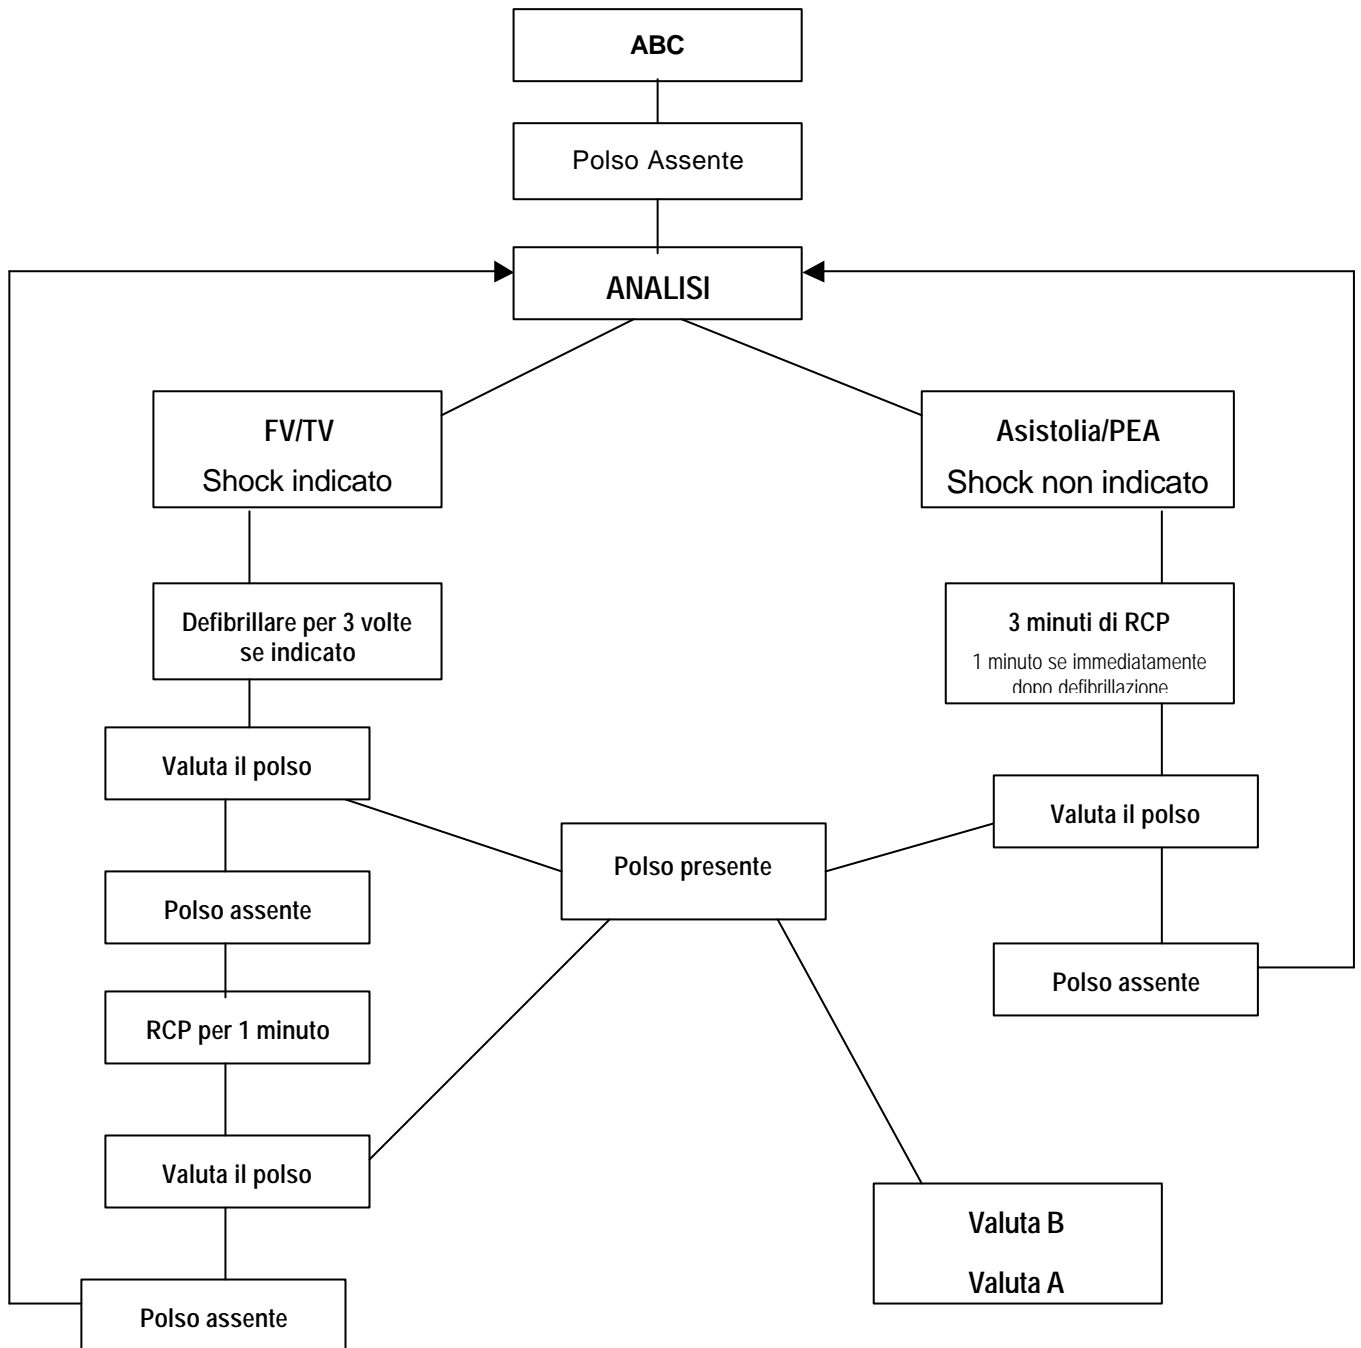 ABC
Polso Assente
ANALISI
FV/TV
Shock indicato
Asistolia/PEA
Shock non indicato
Defibrillare per 3 volte
se indicato
3 minuti di RCP
1 minuto se immediatamente
dopo defibrillazione
Valuta il polso
Valuta il polso
Polso presente
Polso assente
Polso assente
RCP per 1 minuto
Valuta il polso
Valuta B
Valuta A
Polso assente